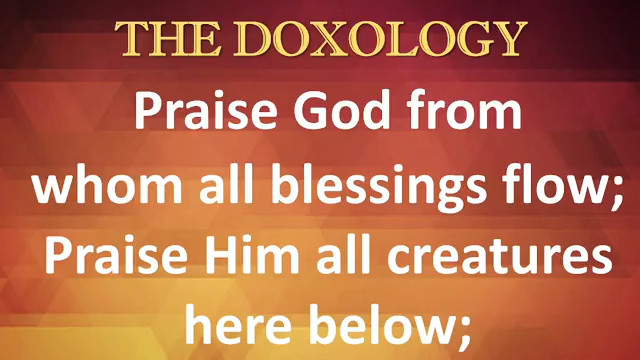 THE DOXOLOGY
Praise God from
whom all blessings flow;
Praise Him all creatures
here below;